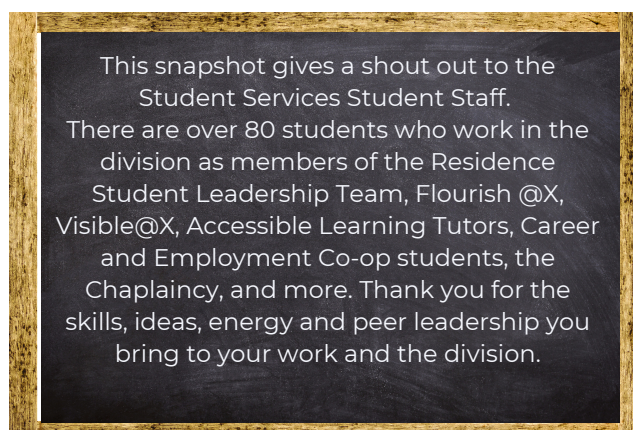 This snapshot gives a shout out to the
Student Services Student Staff.
There are over 80 students who work in the
division as members of the Residence
Student Leadership Team, Flourish @X,
Visible@X, Accessible Learning Tutors, Career
and Employment Co-op students, the
Chaplaincy, and more. Thank you for the
skills, ideas, energy and peer leadership you
bring to your work and the division.